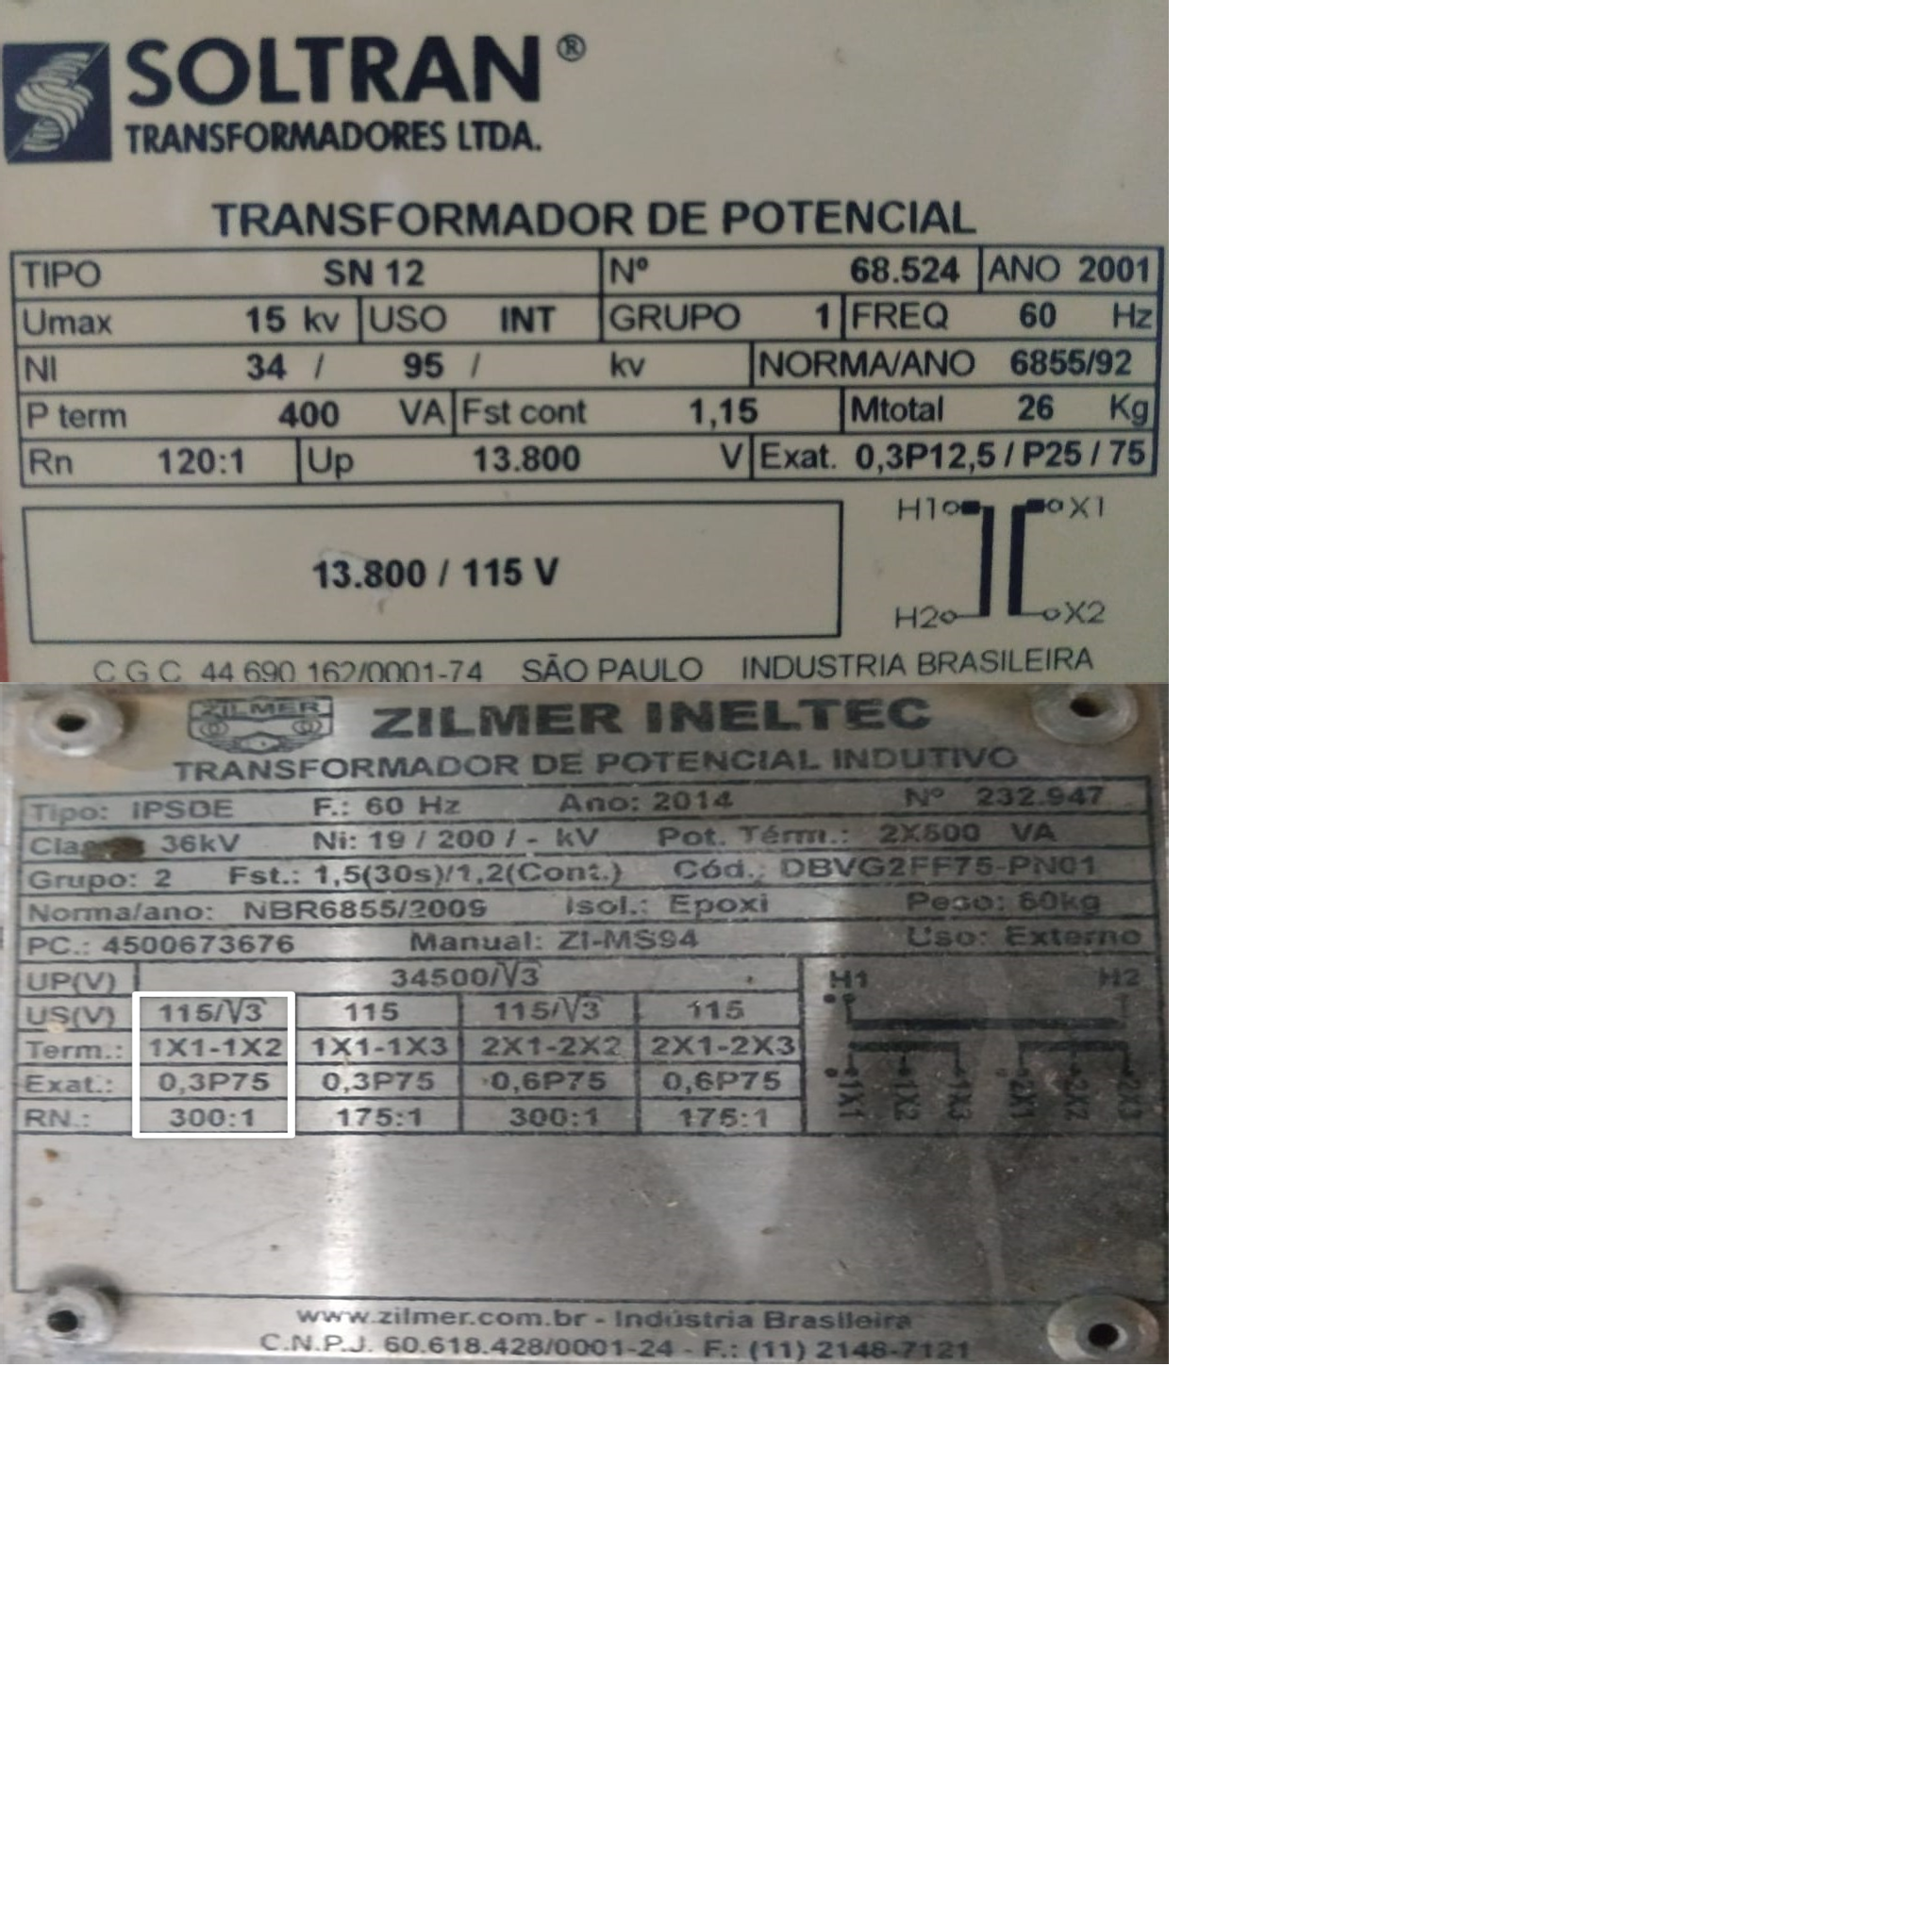 SOLTRAN®
TRANSFORMADORES LTDA.
TRANSFORMADOR DE POTENCIAL
TIPO SN 12 Nº 68.524 ANO 2001
Umax 15 kv USO INT GRUPO 1 FREQ 60 Hz
NI 34 / 95 / kv NORMA/ANO 6855/92
P term 400 VA Fst cont 1,15 Mtotal 26 Kg
Rn 120:1 Up 13.800 V Exat. 0,3P12,5 / P25 / 75
H1 X1
13.800 / 115 V
H2 X2
C G C 44 690 162/0001-74 SÃO PAULO INDUSTRIA BRASILEIRA
ZILMER ZILMER INELTEC
TRANSFORMADOR DE POTENCIAL INDUTIVO
Tipo: IPSDE F.: 60 Hz Ano: 2014 Nº 232.947
36kV Ni: 19 / 200 / - kV Pot. Térm.: 2X500 VA
Grupo: 2 Fst.: 1,5(30s)/1,2(Cont.) Cód.: DBVG2FF75-PN01
Norma/ano: NBR6855/2009 Isol.: Epoxi Peso: 60kg
PC.: 4500673676 Manual: ZI-MS94 Uso: Externo
UP(V) 34500/√3 H1 H2
US(V) 115/√3 115 115/√3 115
Term.: 1X1-1X2 1X1-1X3 2X1-2X2 2X1-2X3
Exat.: 0,3P75 0,3P75 0,6P75 0,6P75
RN.: 300:1 175:1 300:1 175:1
1X1 1X2 1X3 2X1 2X2 2X3
www.zilmer.com.br - Indústria Brasileira
C.N.P.J. 60.618.428/0001-24 - F.: (11) 2148-7121